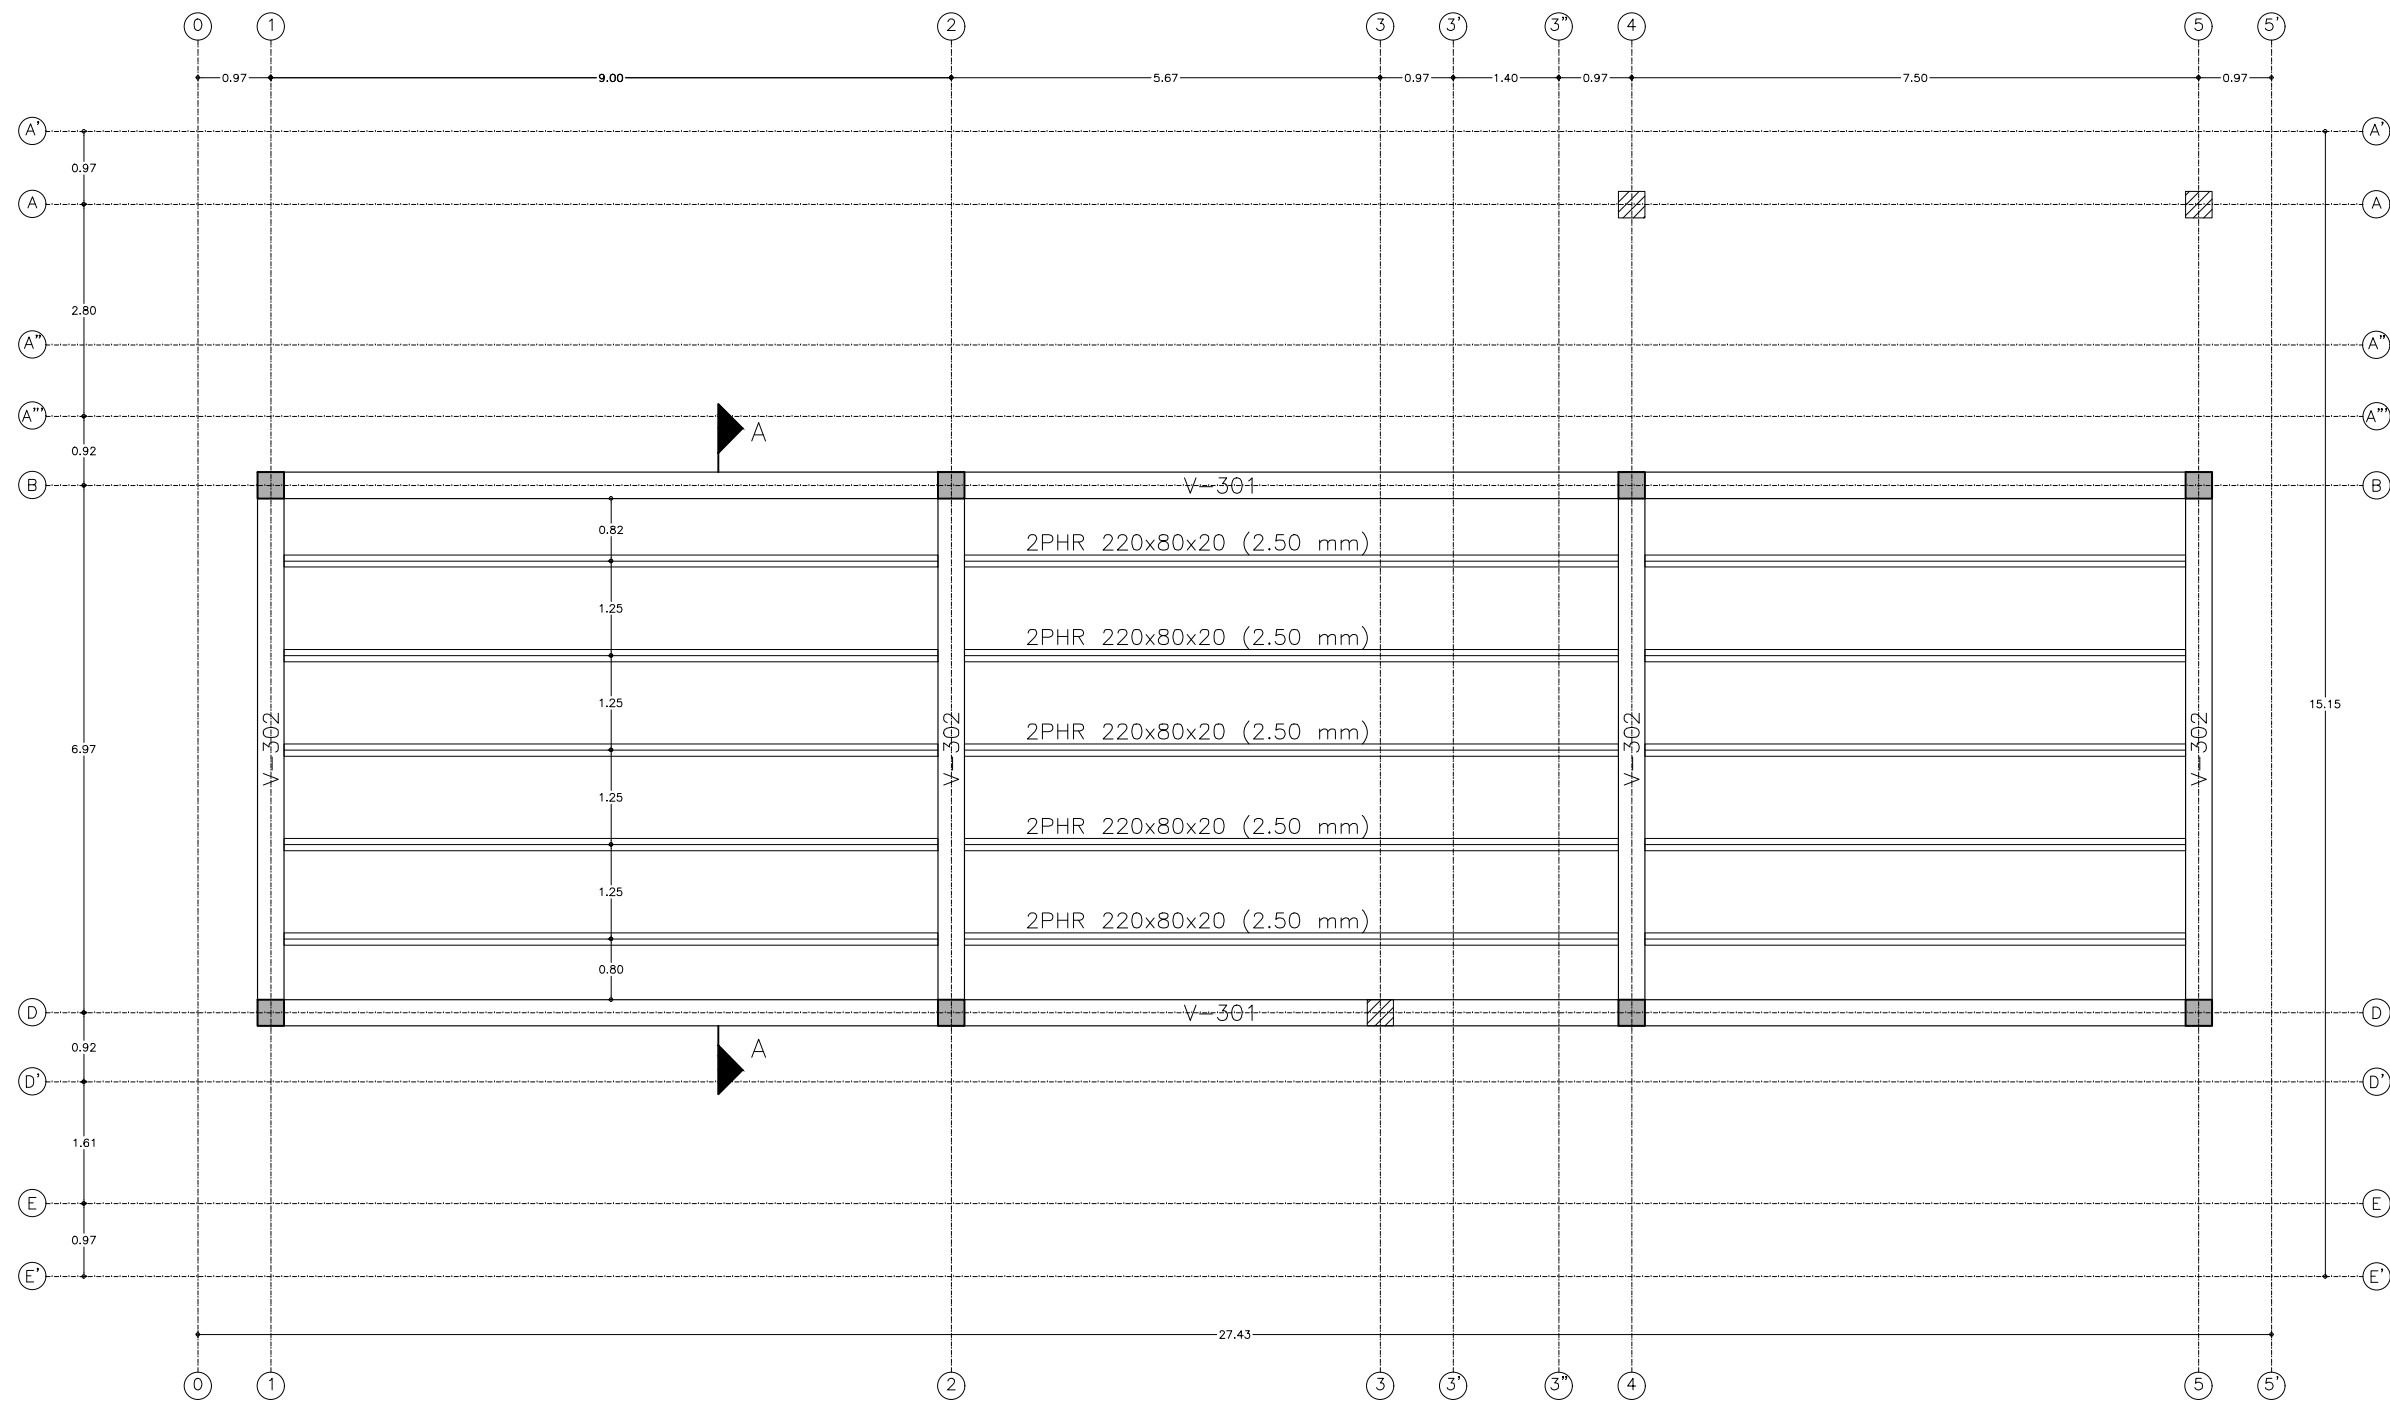 0 1 2 3 3' 3" 4 5 5'
0.97 9.00 5.67 0.97 1.40 0.97 7.50 0.97
A' A'
0.97
A A
2.80
A" A"
A"' A"'
A
0.92
B V-301 B
0.82
2PHR 220x80x20 (2.50 mm)
1.25
2PHR 220x80x20 (2.50 mm)
1.25
15.15
2PHR 220x80x20 (2.50 mm)
6.97
V-302 V-302 V-302 V-302
1.25
2PHR 220x80x20 (2.50 mm)
1.25
2PHR 220x80x20 (2.50 mm)
0.80
D V-301 D
0.92
A
D' D'
1.61
E E
0.97
E' E'
27.43
0 1 2 3 3' 3" 4 5 5'